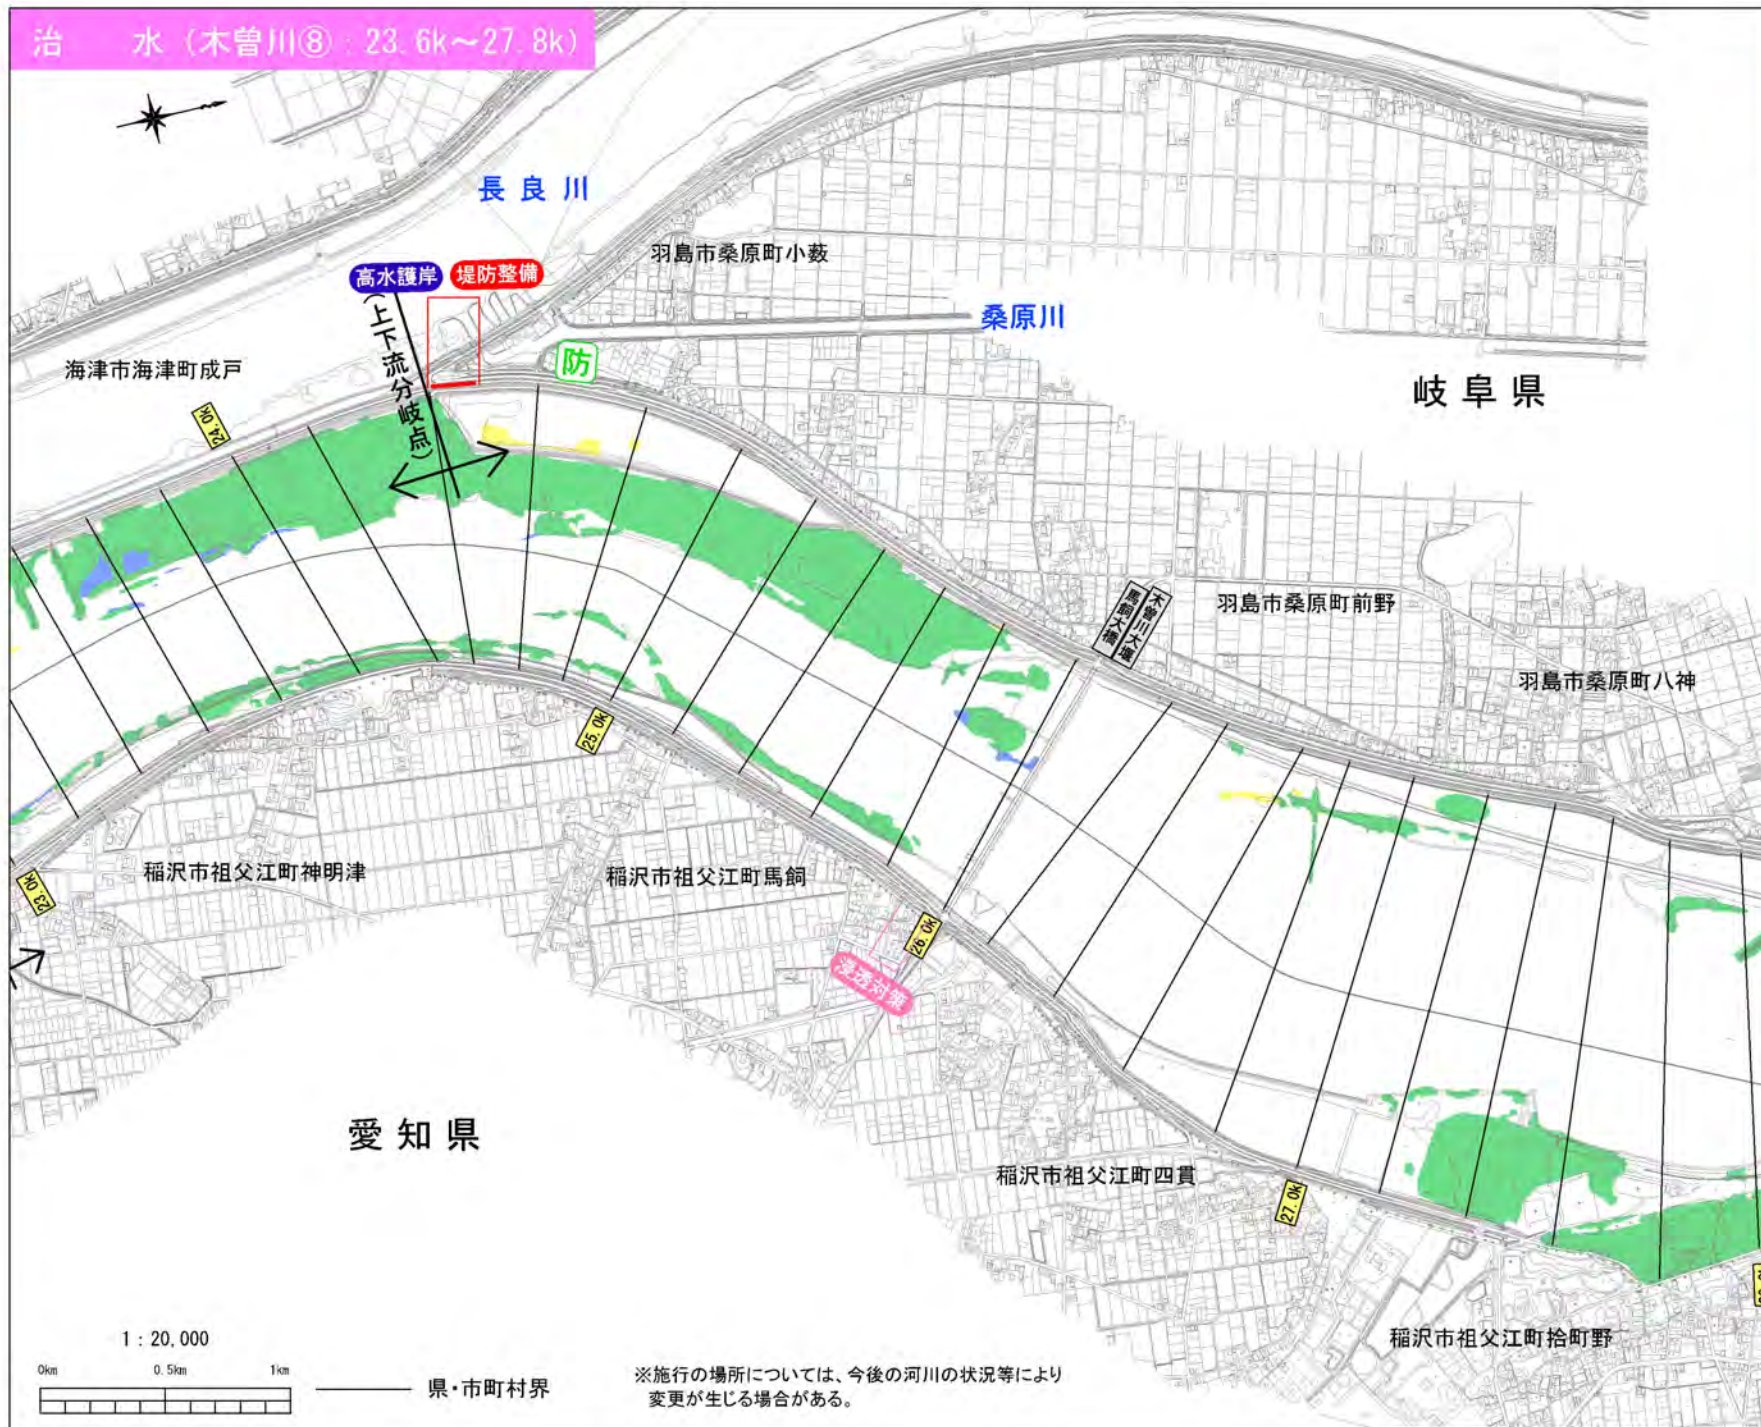 治　水（木曽川⑧：23.6k～27.8k）
長良川
羽島市桑原町小薮
高水護岸
堤防整備
（上下流分岐点）
桑原川
防
海津市海津町成戸
岐阜県
24.0k
木曽川大堰
馬飼大橋
羽島市桑原町前野
羽島市桑原町八神
25.0k
稲沢市祖父江町神明津
稲沢市祖父江町馬飼
23.0k
26.0k
浸透対策
愛知県
稲沢市祖父江町四貫
27.0k
稲沢市祖父江町拾町野
1：20,000
0km 0.5km 1km
県・市町村界
※施行の場所については、今後の河川の状況等により
変更が生じる場合がある。